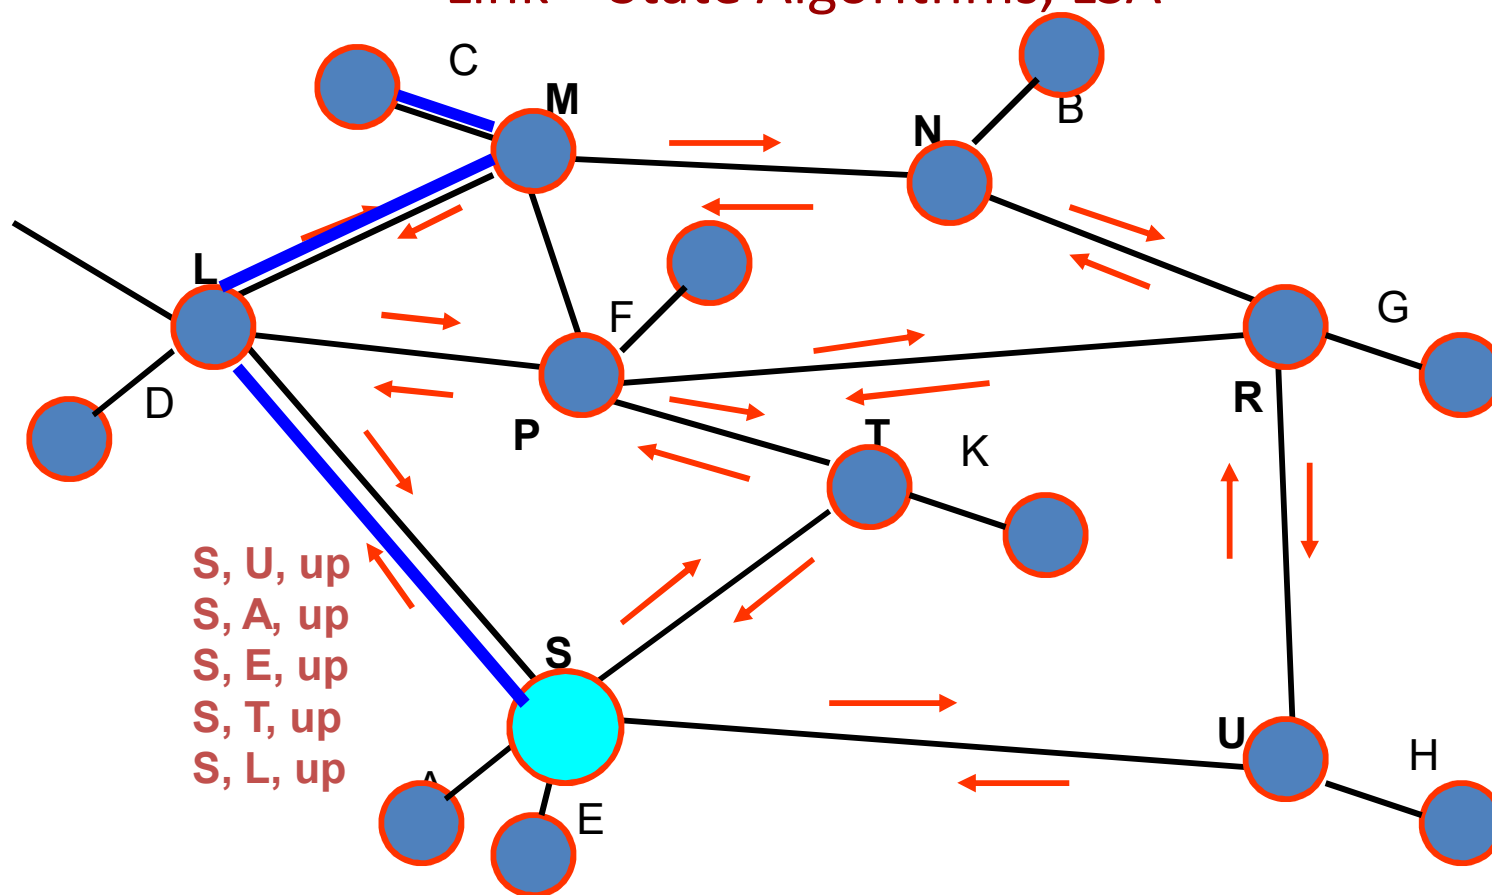 C
M
B
N
L
F
G
D
R
P
T
K
S, U, up
S, A, up
S, E, up
S, T, up
S, L, up
S
U
H
E